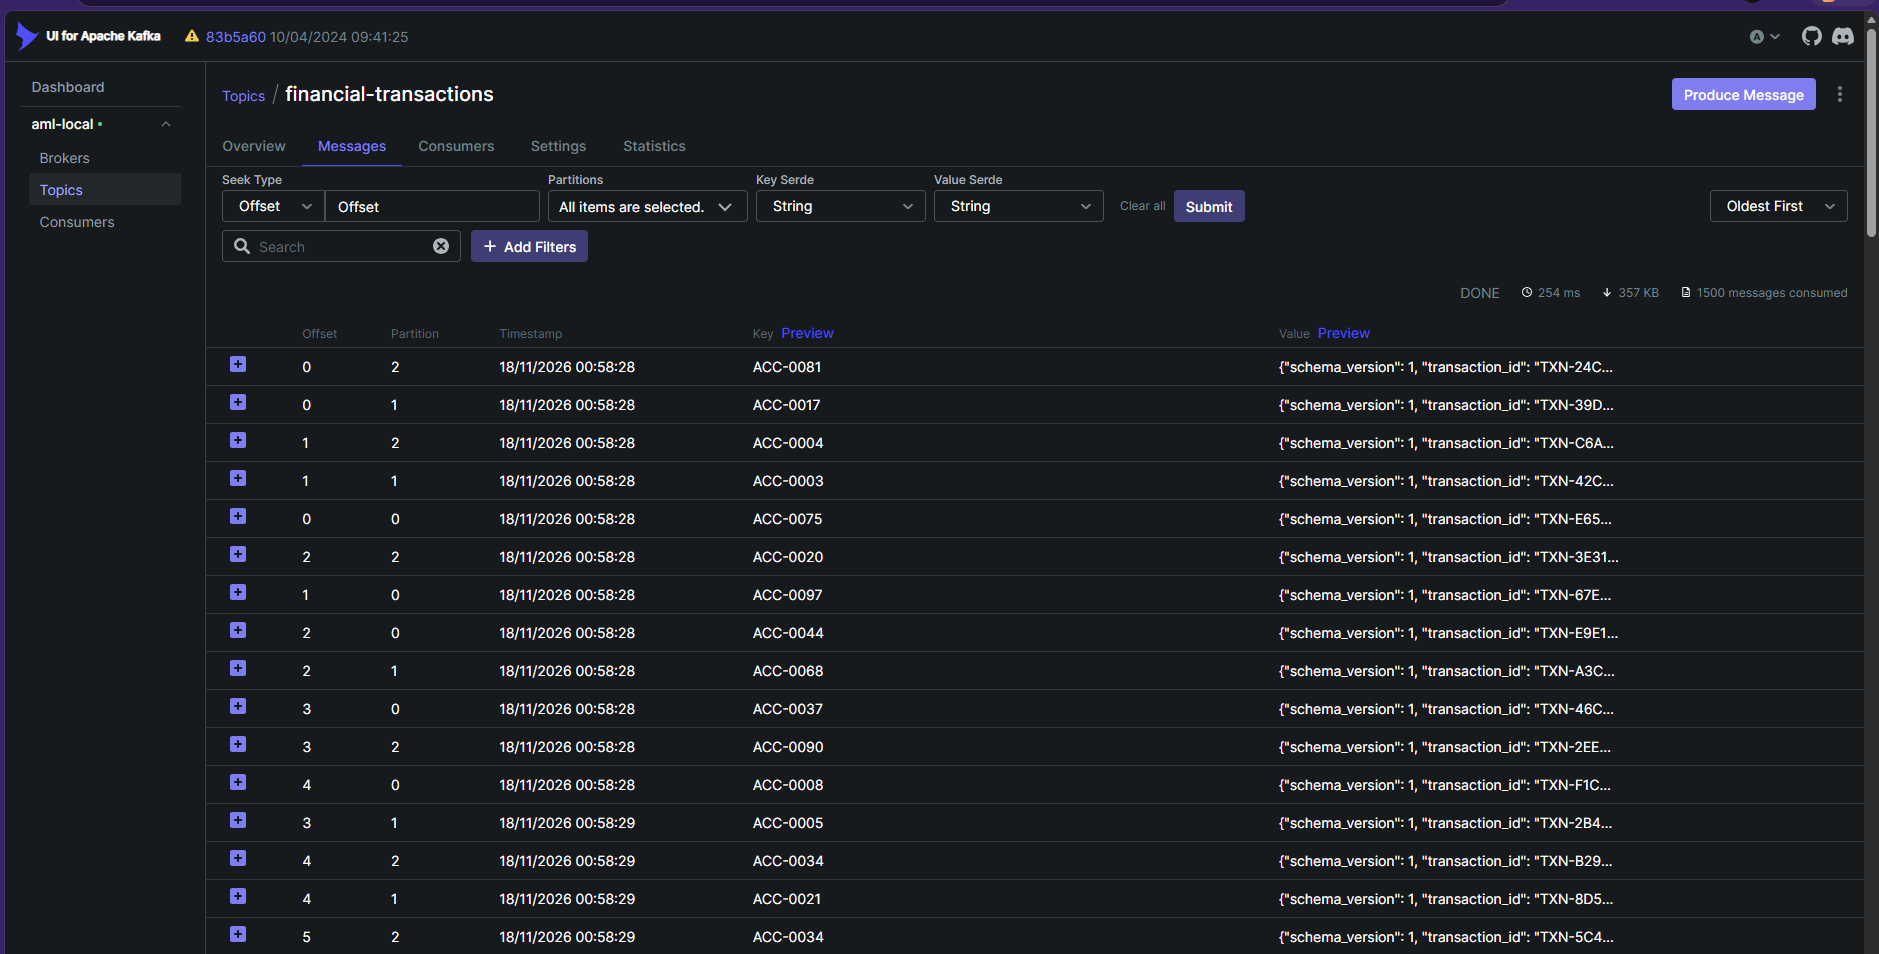 UI for Apache Kafka 83b5a60 10/04/2024 09:41:25 A
Dashboard
aml-local
Brokers
Topics
Consumers
Topics / financial-transactions Produce Message
Overview Messages Consumers Settings Statistics
Seek Type Partitions Key Serde Value Serde
Offset Offset All items are selected. String String Clear all Submit Oldest First
Search Add Filters
DONE 254 ms 357 KB 1500 messages consumed
Offset Partition Timestamp Key Preview Value Preview
0 2 18/11/2026 00:58:28 ACC-0081 {"schema_version": 1, "transaction_id": "TXN-24C...
0 1 18/11/2026 00:58:28 ACC-0017 {"schema_version": 1, "transaction_id": "TXN-39D...
1 2 18/11/2026 00:58:28 ACC-0004 {"schema_version": 1, "transaction_id": "TXN-C6A...
1 1 18/11/2026 00:58:28 ACC-0003 {"schema_version": 1, "transaction_id": "TXN-42C...
0 0 18/11/2026 00:58:28 ACC-0075 {"schema_version": 1, "transaction_id": "TXN-E65...
2 2 18/11/2026 00:58:28 ACC-0020 {"schema_version": 1, "transaction_id": "TXN-3E31...
1 0 18/11/2026 00:58:28 ACC-0097 {"schema_version": 1, "transaction_id": "TXN-67E...
2 0 18/11/2026 00:58:28 ACC-0044 {"schema_version": 1, "transaction_id": "TXN-E9E1...
2 1 18/11/2026 00:58:28 ACC-0068 {"schema_version": 1, "transaction_id": "TXN-A3C...
3 0 18/11/2026 00:58:28 ACC-0037 {"schema_version": 1, "transaction_id": "TXN-46C...
3 2 18/11/2026 00:58:28 ACC-0090 {"schema_version": 1, "transaction_id": "TXN-2EE...
4 0 18/11/2026 00:58:28 ACC-0008 {"schema_version": 1, "transaction_id": "TXN-F1C...
3 1 18/11/2026 00:58:29 ACC-0005 {"schema_version": 1, "transaction_id": "TXN-2B4...
4 2 18/11/2026 00:58:29 ACC-0034 {"schema_version": 1, "transaction_id": "TXN-B29...
4 1 18/11/2026 00:58:29 ACC-0021 {"schema_version": 1, "transaction_id": "TXN-8D5...
5 2 18/11/2026 00:58:29 ACC-0034 {"schema_version": 1, "transaction_id": "TXN-5C4...